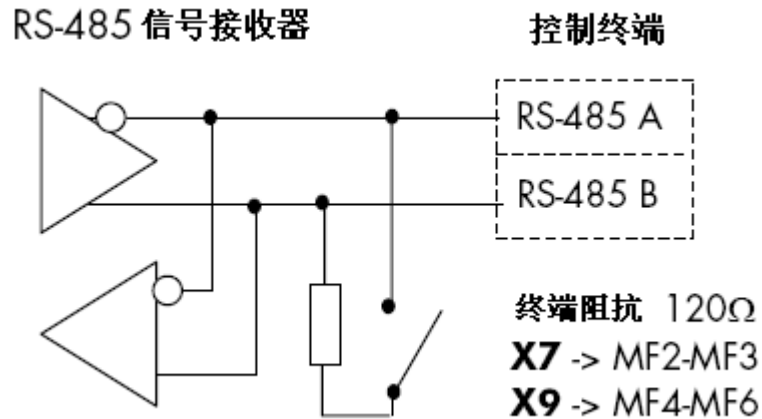 RS-485 信号接收器
控制终端
RS-485 A
RS-485 B
终端阻抗 120Ω
X7 -> MF2-MF3
X9 -> MF4-MF6